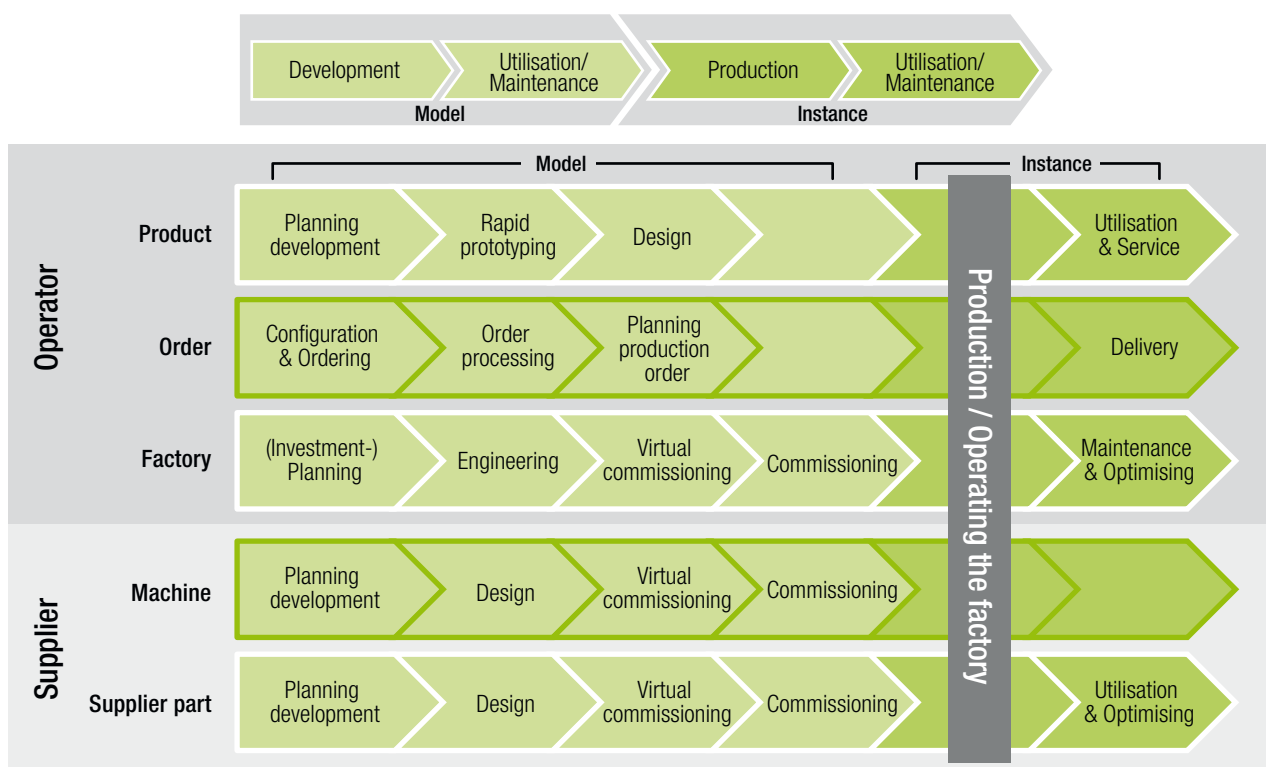 Development
Utilisation/
Maintenance
Production
Utilisation/
Maintenance
Model
Instance
Model
Instance
Operator
Product
Planning
development
Rapid
prototyping
Design
Utilisation
& Service
Order
Configuration
& Ordering
Order
processing
Planning
production
order
Delivery
Factory
(Investment-)
Planning
Engineering
Virtual
commissioning
Commissioning
Maintenance
& Optimising
Production / Operating the factory
Supplier
Machine
Planning
development
Design
Virtual
commissioning
Commissioning
Supplier part
Planning
development
Design
Virtual
commissioning
Commissioning
Utilisation
& Optimising